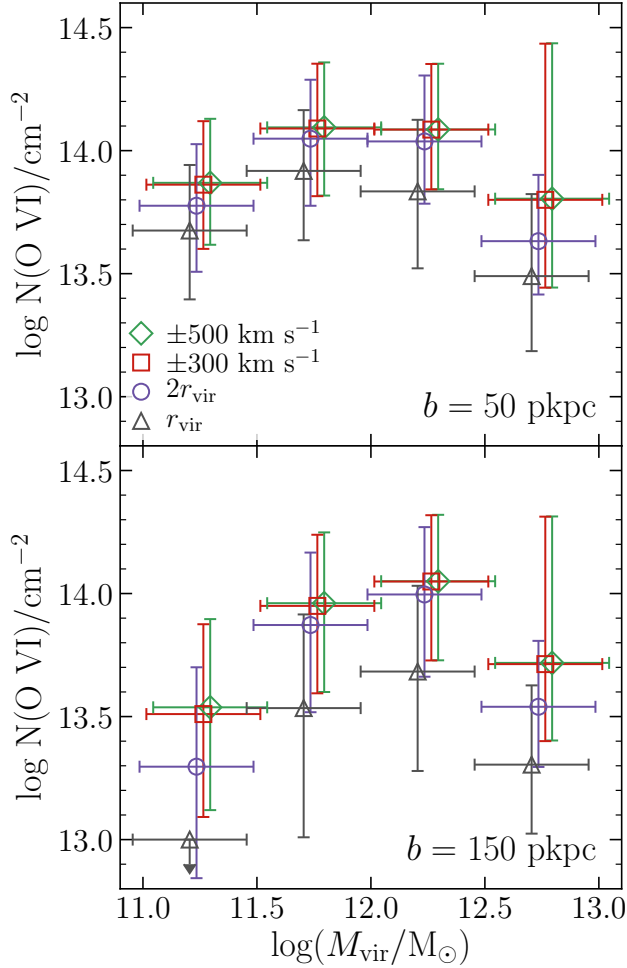 14.5
14.0
13.5
13.0
log N(O VI)/cm⁻²
±500 km s⁻¹
±300 km s⁻¹
2r_vir
r_vir
b = 50 pkpc
14.5
14.0
13.5
13.0
log N(O VI)/cm⁻²
b = 150 pkpc
11.0 11.5 12.0 12.5 13.0
log(M_vir/M_⊙)